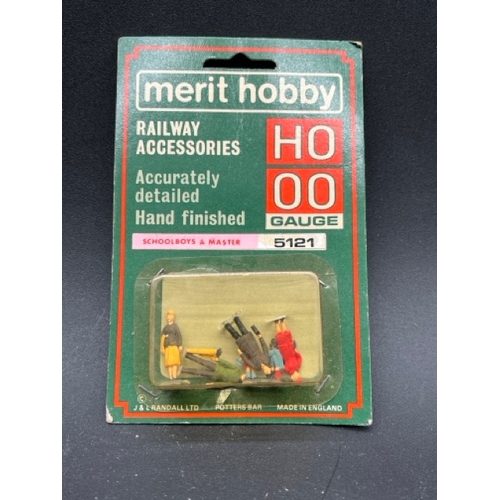 merit hobby
RAILWAY
ACCESSORIES
HO
OO
GAUGE
Accurately
detailed
Hand finished
SCHOOLBOYS & MASTER 5121
© J & L RANDALL LTD POTTERS BAR MADE IN ENGLAND